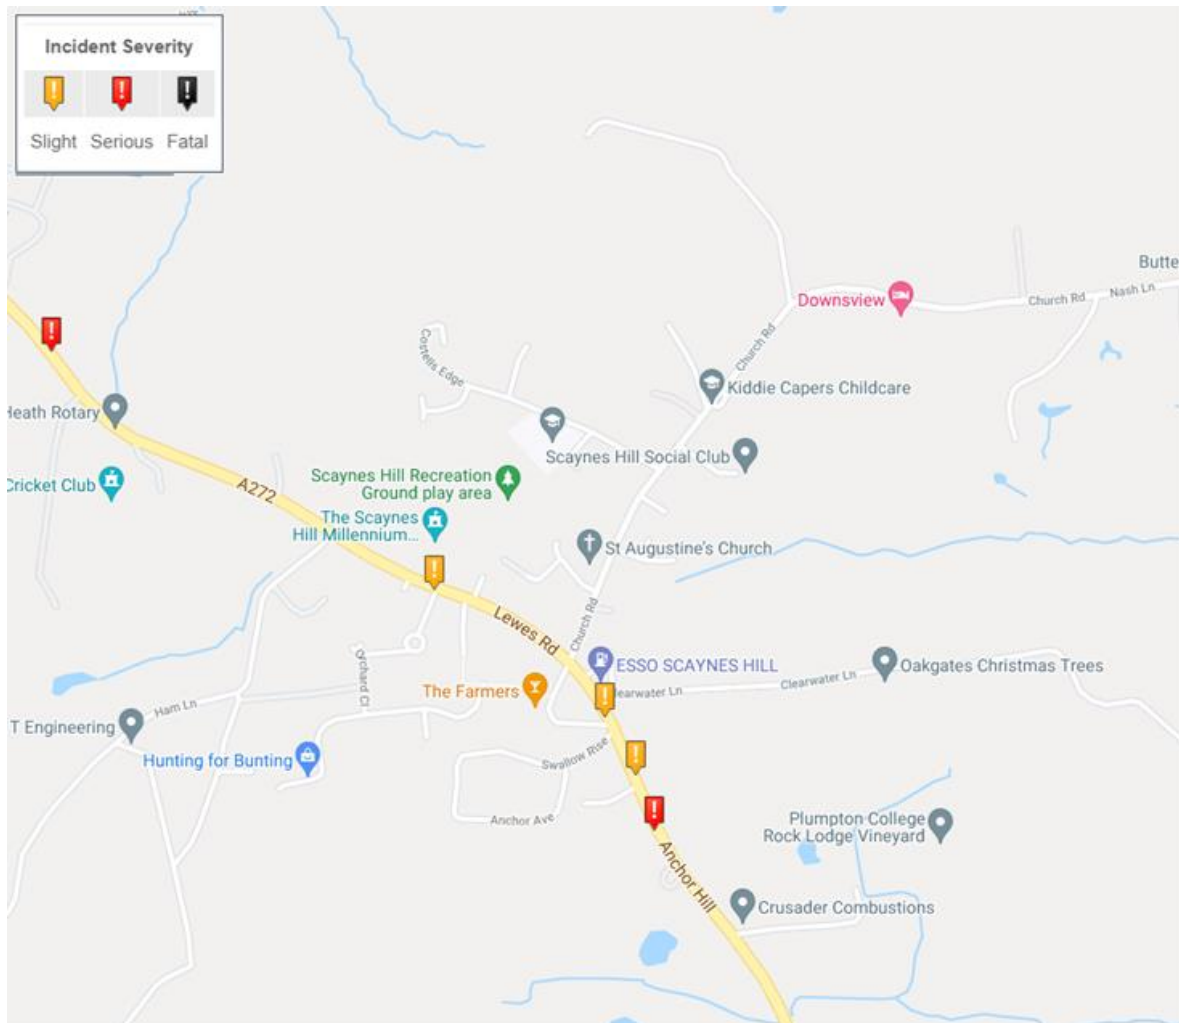 Incident Severity
Slight Serious Fatal
Butte
Church Rd
Nash Ln
Downsview
Church Rd
Costells Edge
Kiddie Capers Childcare
Heath Rotary
Scaynes Hill Social Club
Cricket Club
A272
Scaynes Hill Recreation
Ground play area
The Scaynes
Hill Millennium...
St Augustine's Church
Church Rd
Lewes Rd
ESSO SCAYNES HILL
Orchard Cl
The Farmers
Clearwater Ln
Clearwater Ln
Oakgates Christmas Trees
Ham Ln
T Engineering
Hunting for Bunting
Swallow Rise
Anchor Ave
Plumpton College
Rock Lodge Vineyard
Anchor Hill
Crusader Combustions